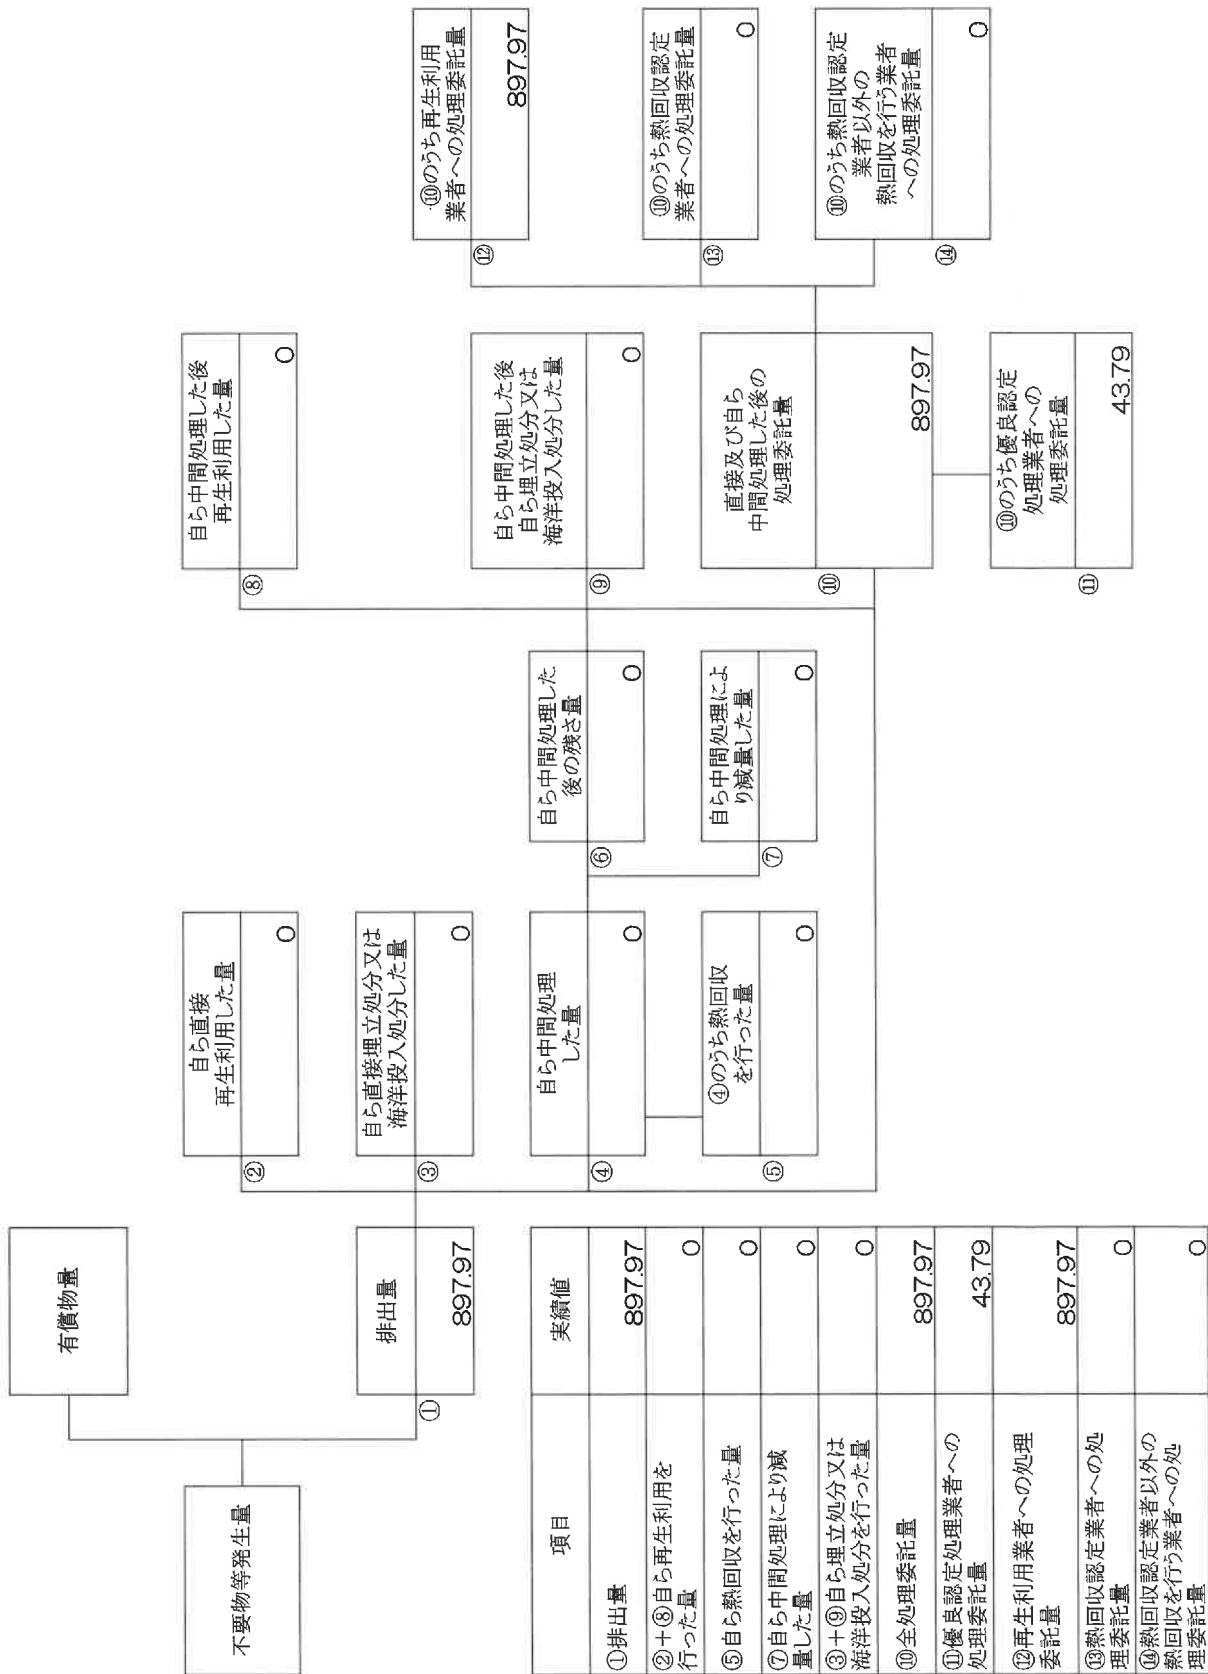 不要物等発生量
有償物量
①
排出量
897.97
②
自ら直接
再生利用した量
0
③
自ら直接埋立処分又は
海洋投入処分した量
0
④
自ら中間処理
した量
0
⑤
④のうち熱回収
を行った量
0
⑥
自ら中間処理した
後の残さ量
0
⑦
自ら中間処理によ
り減量した量
0
⑧
自ら中間処理した後
再生利用した量
0
⑨
自ら中間処理した後
自ら埋立処分又は
海洋投入処分した量
0
⑩
直接及び自ら
中間処理した後の
処理委託量
897.97
⑪
⑩のうち優良認定
処理業者への
処理委託量
43.79
⑫
⑩のうち再生利用
業者への処理委託量
897.97
⑬
⑩のうち熱回収認定
業者への処理委託量
0
⑭
⑩のうち熱回収認定
業者以外の
熱回収を行う業者
への処理委託量
0
項目
実績値
①排出量
897.97
②+⑧自ら再生利用を
行った量
0
⑤自ら熱回収を行った量
0
⑦自ら中間処理により減
量した量
0
③+⑨自ら埋立処分又は
海洋投入処分を行った量
0
⑩全処理委託量
897.97
⑪優良認定処理業者への
処理委託量
43.79
⑫再生利用業者への処理
委託量
897.97
⑬熱回収認定業者への処
理委託量
0
⑭熱回収認定業者以外の
熱回収を行う業者への処
理委託量
0